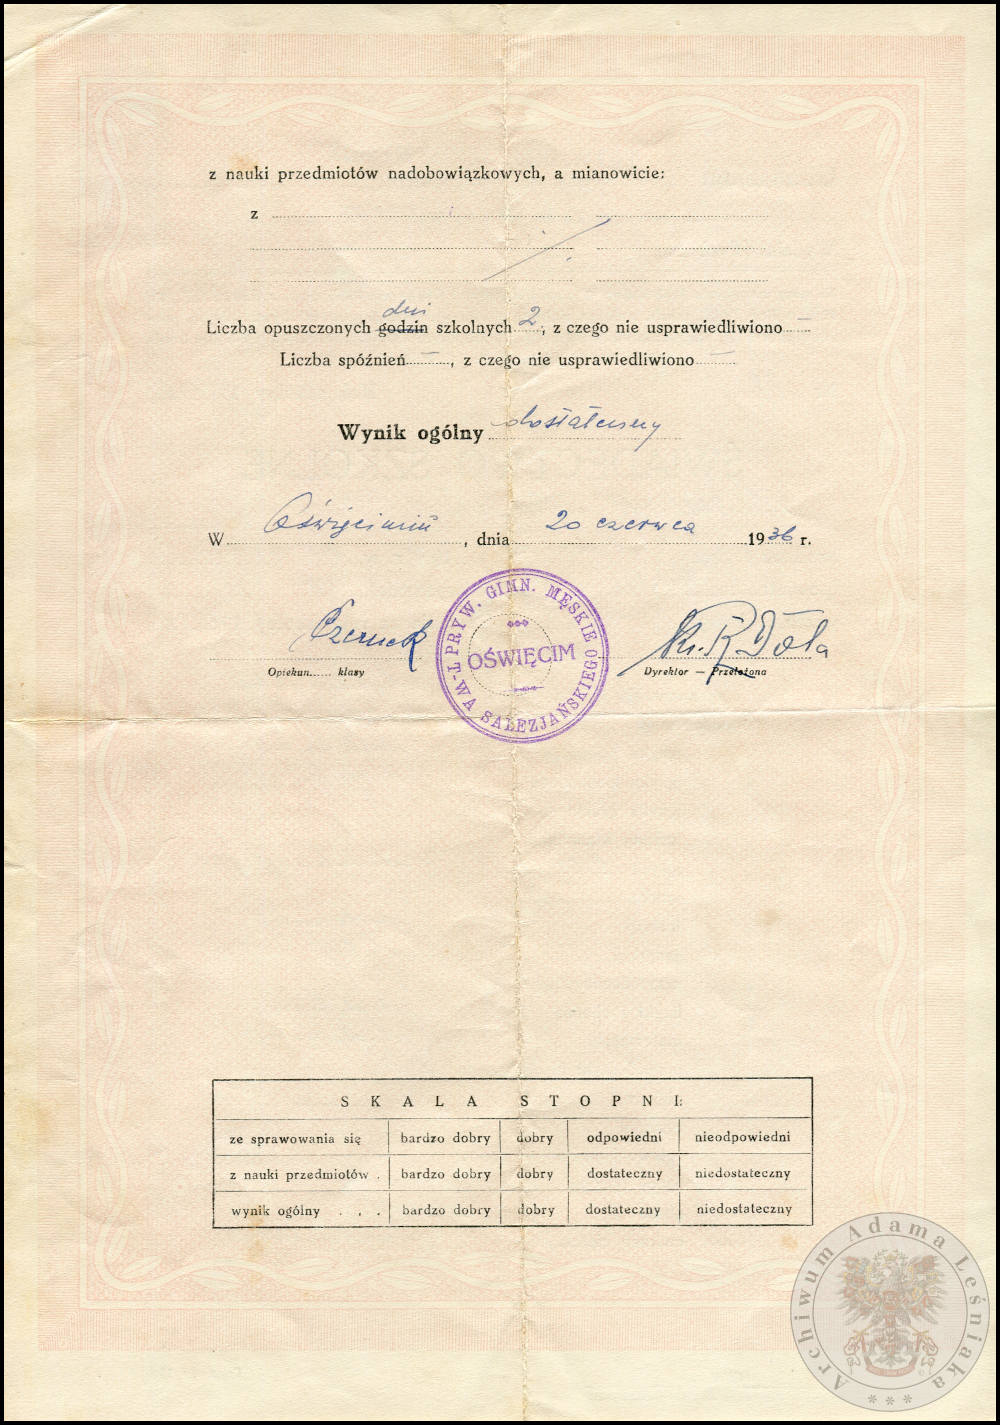 z nauki przedmiotów nadobowiązkowych, a mianowicie:
z
dni
Liczba opuszczonych godzin szkolnych 2, z czego nie usprawiedliwiono —
Liczba spóźnień —, z czego nie usprawiedliwiono —
Wynik ogólny dostateczny
W Oświęcimiu, dnia 20 czerwca 1936 r.
T-WA SALEZJAŃSKIEGO PRYW. GIMN. MĘSKIE
OŚWIĘCIM
Opiekun...... klasy
Dyrektor — Przełożona
SKALA STOPNI:
ze sprawowania się bardzo dobry dobry odpowiedni nieodpowiedni
z nauki przedmiotów . bardzo dobry dobry dostateczny niedostateczny
wynik ogólny . . . bardzo dobry dobry dostateczny niedostateczny
Archiwum Adama Leśniaka